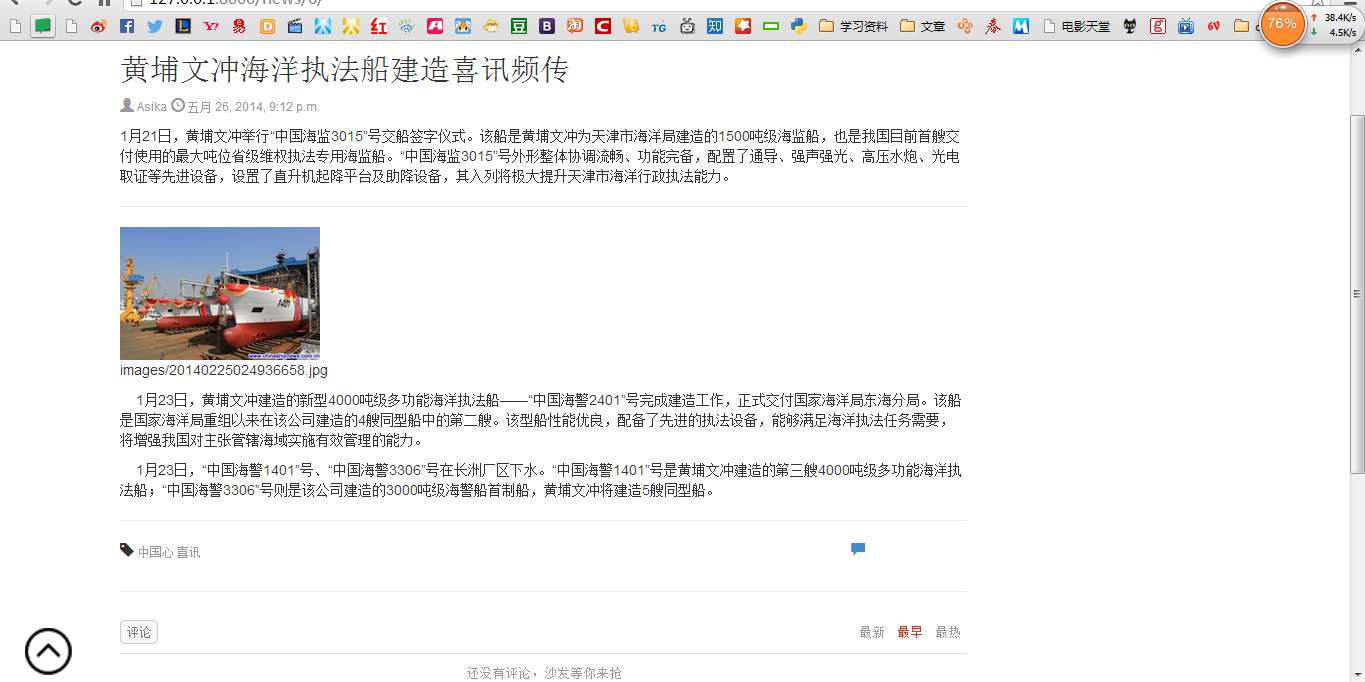 学习资料
文章
电影天堂
76%
38.4K/s
4.5K/s
黄埔文冲海洋执法船建造喜讯频传
Asika 五月 26, 2014, 9:12 p.m.
1月21日，黄埔文冲举行“中国海监3015”号交船签字仪式。该船是黄埔文冲为天津市海洋局建造的1500吨级海监船，也是我国目前首艘交
付使用的最大吨位省级维权执法专用海监船。“中国海监3015”号外形整体协调流畅、功能完备，配置了通导、强声强光、高压水炮、光电
取证等先进设备，设置了直升机起降平台及助降设备，其入列将极大提升天津市海洋行政执法能力。
1401
www.chinashipnews.com.cn
images/20140225024936658.jpg
1月23日，黄埔文冲建造的新型4000吨级多功能海洋执法船——“中国海警2401”号完成建造工作，正式交付国家海洋局东海分局。该船
是国家海洋局重组以来在该公司建造的4艘同型船中的第二艘。该型船性能优良，配备了先进的执法设备，能够满足海洋执法任务需要，
将增强我国对主张管辖海域实施有效管理的能力。
1月23日，“中国海警1401”号、“中国海警3306”号在长洲厂区下水。“中国海警1401”号是黄埔文冲建造的第三艘4000吨级多功能海洋执
法船；“中国海警3306”号则是该公司建造的3000吨级海警船首制船，黄埔文冲将建造5艘同型船。
中国心 喜讯
评论
最新 最早 最热
还没有评论，沙发等你来抢